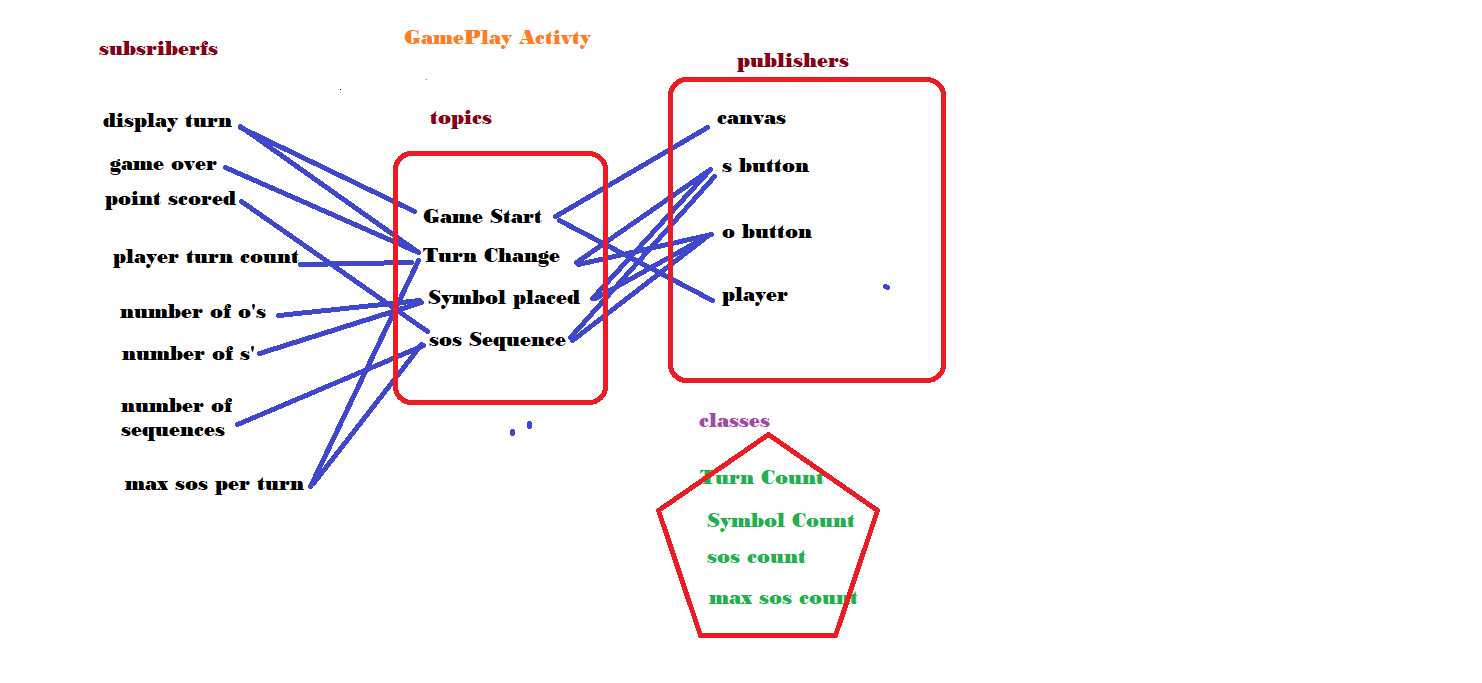 GamePlay Activty
subsriberfs
display turn
game over
point scored
player turn count
number of o's
number of s'
number of
sequences
max sos per turn
topics
Game Start
Turn Change
Symbol placed
sos Sequence
publishers
canvas
s button
o button
player
classes
Turn Count
Symbol Count
sos count
max sos count